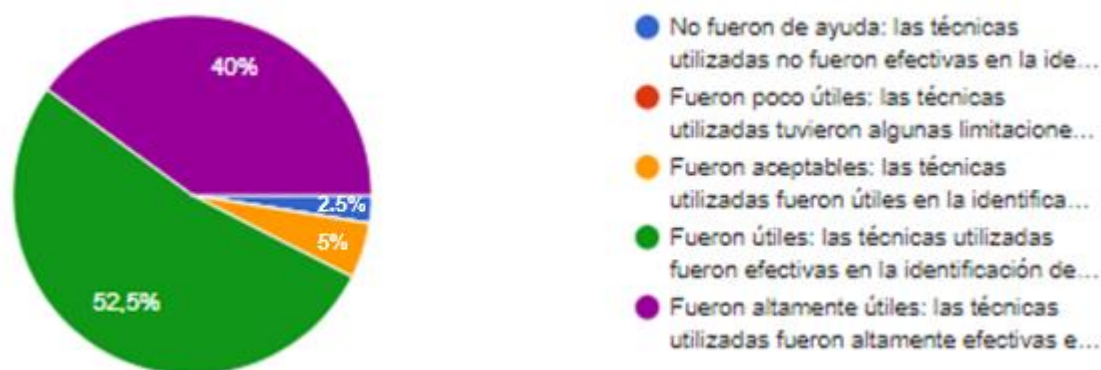 40%
2.5%
5%
52,5%
No fueron de ayuda: las técnicas
utilizadas no fueron efectivas en la ide...
Fueron poco útiles: las técnicas
utilizadas tuvieron algunas limitacione...
Fueron aceptables: las técnicas
utilizadas fueron útiles en la identifica...
Fueron útiles: las técnicas utilizadas
fueron efectivas en la identificación de...
Fueron altamente útiles: las técnicas
utilizadas fueron altamente efectivas e...